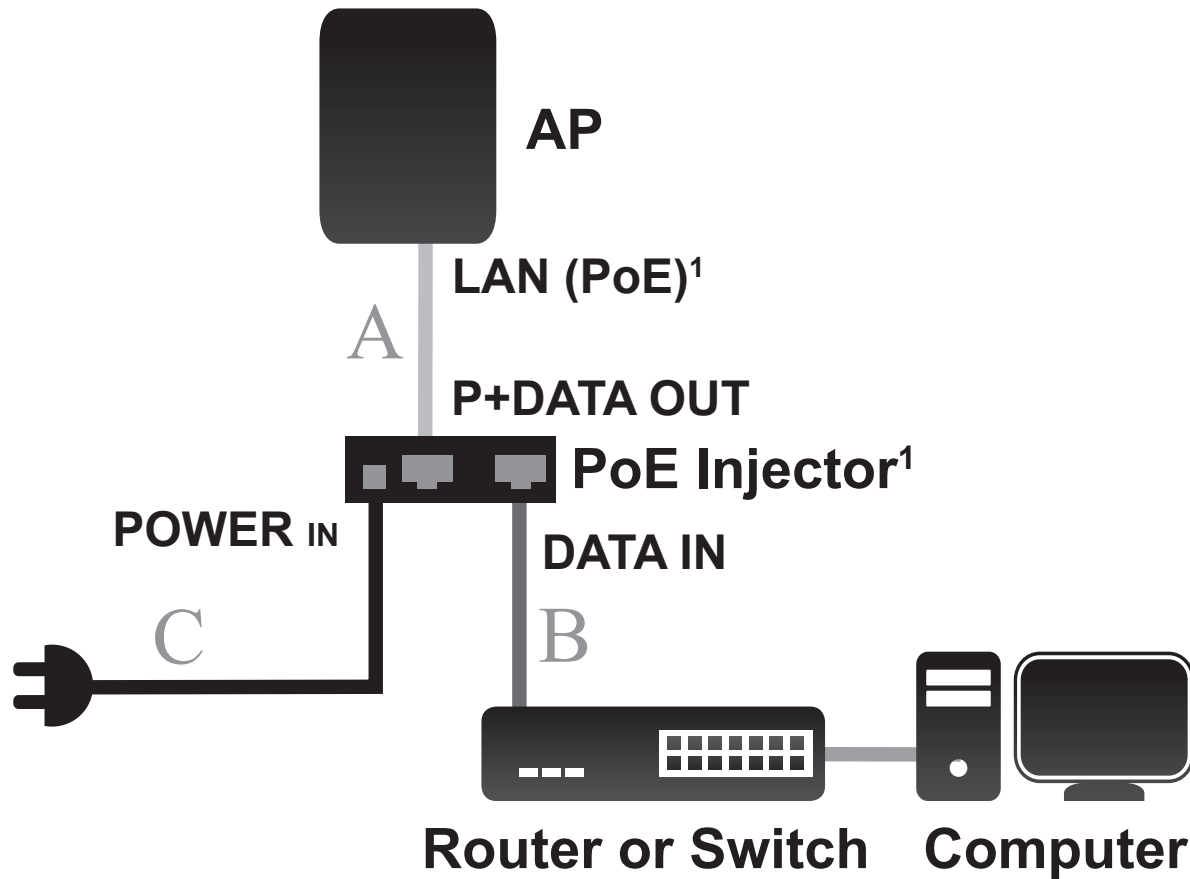 AP
LAN (PoE)¹
A
P+DATA OUT
PoE Injector¹
POWER IN
DATA IN
C
B
Router or Switch
Computer